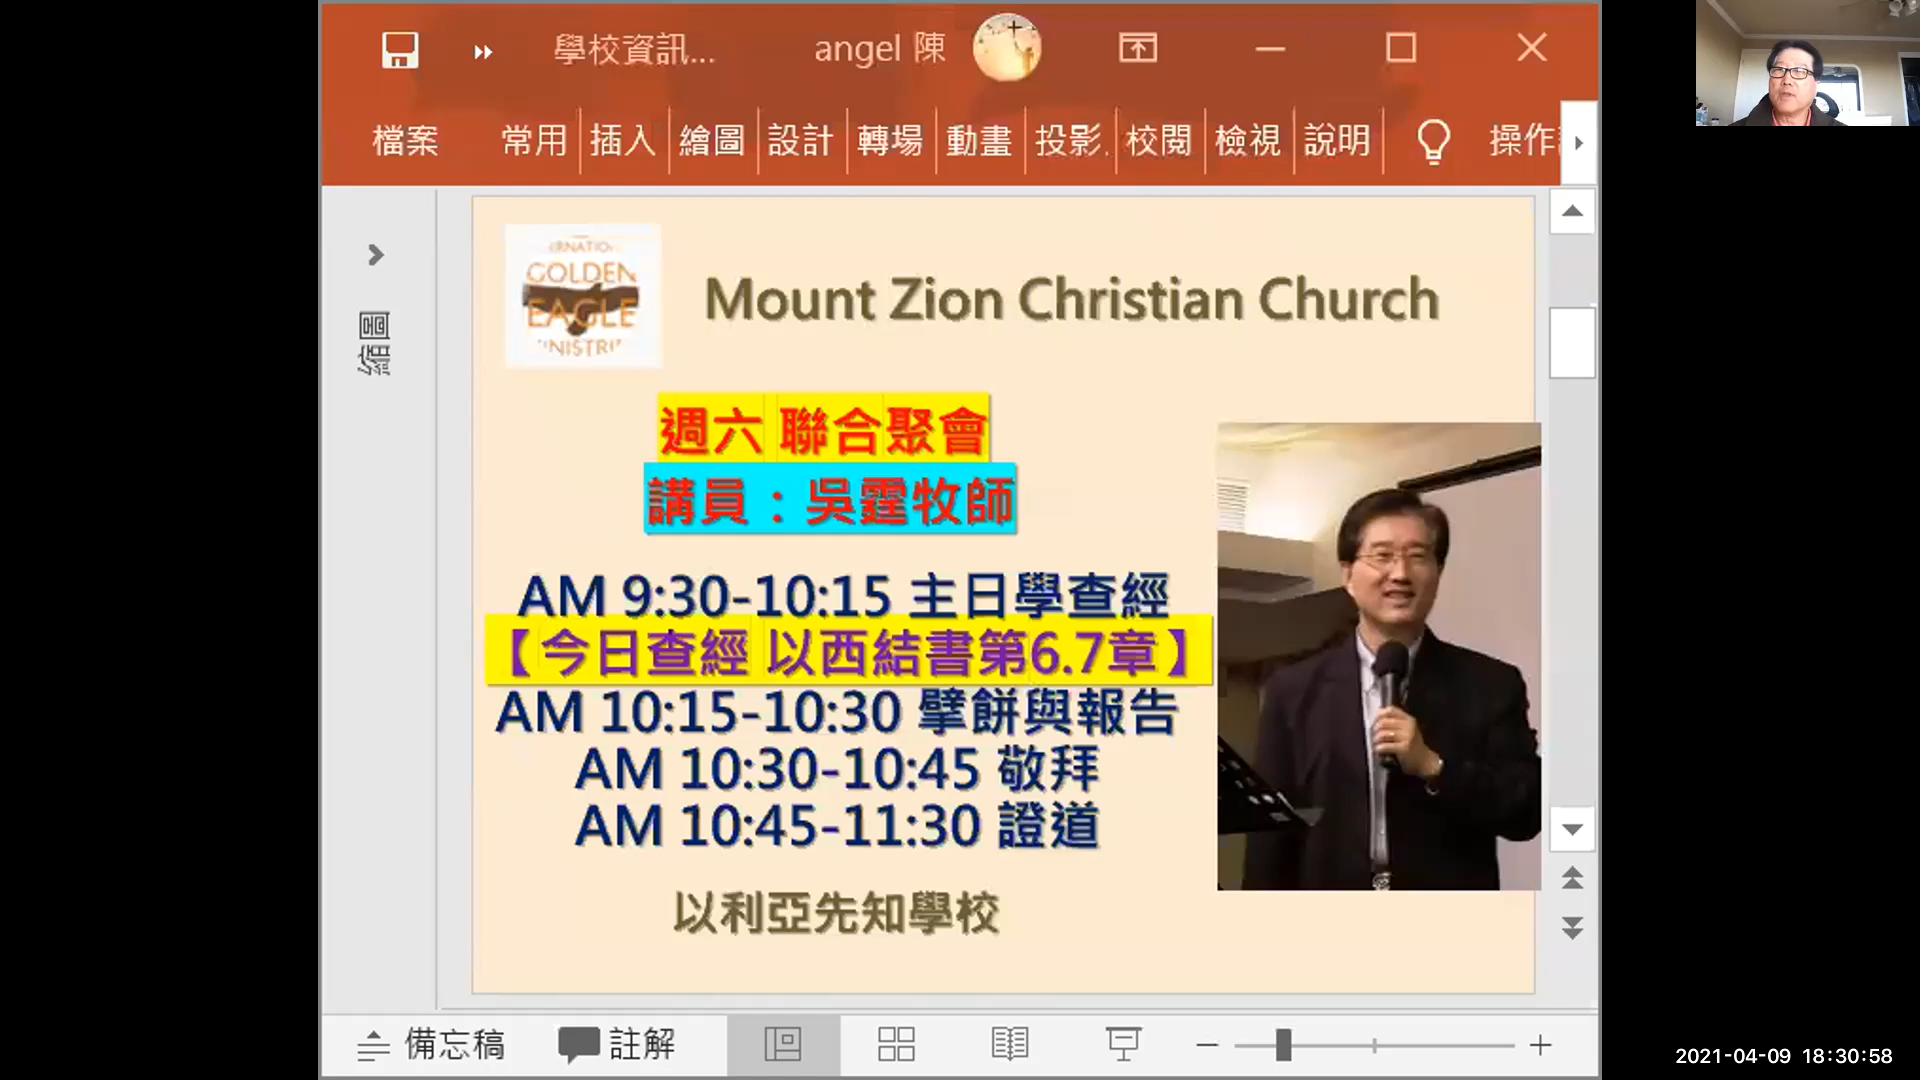 學校資訊... angel 陳
檔案 常用 插入 繪圖 設計 轉場 動畫 投影. 校閱 檢視 說明 操作
縮圖
GOLDEN
EAGLE
Mount Zion Christian Church
週六 聯合聚會
講員：吳霆牧師
AM 9:30-10:15 主日學查經
【今日查經 以西結書第6.7章】
AM 10:15-10:30 擘餅與報告
AM 10:30-10:45 敬拜
AM 10:45-11:30 證道
以利亞先知學校
備忘稿 註解
2021-04-09 18:30:58